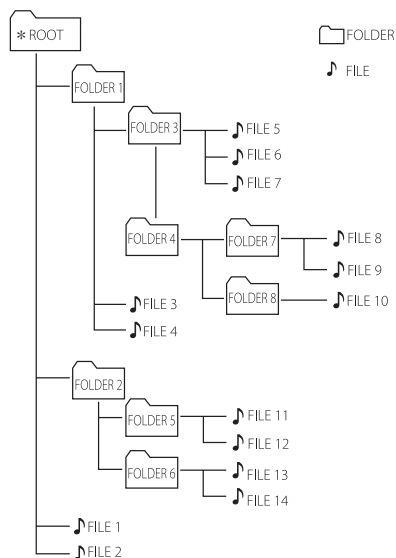 * ROOT
FOLDER
FILE
FOLDER 1
FOLDER 3
FILE 5
FILE 6
FILE 7
FOLDER 4
FOLDER 7
FILE 8
FILE 9
FOLDER 8
FILE 10
FILE 3
FILE 4
FOLDER 2
FOLDER 5
FILE 11
FILE 12
FOLDER 6
FILE 13
FILE 14
FILE 1
FILE 2